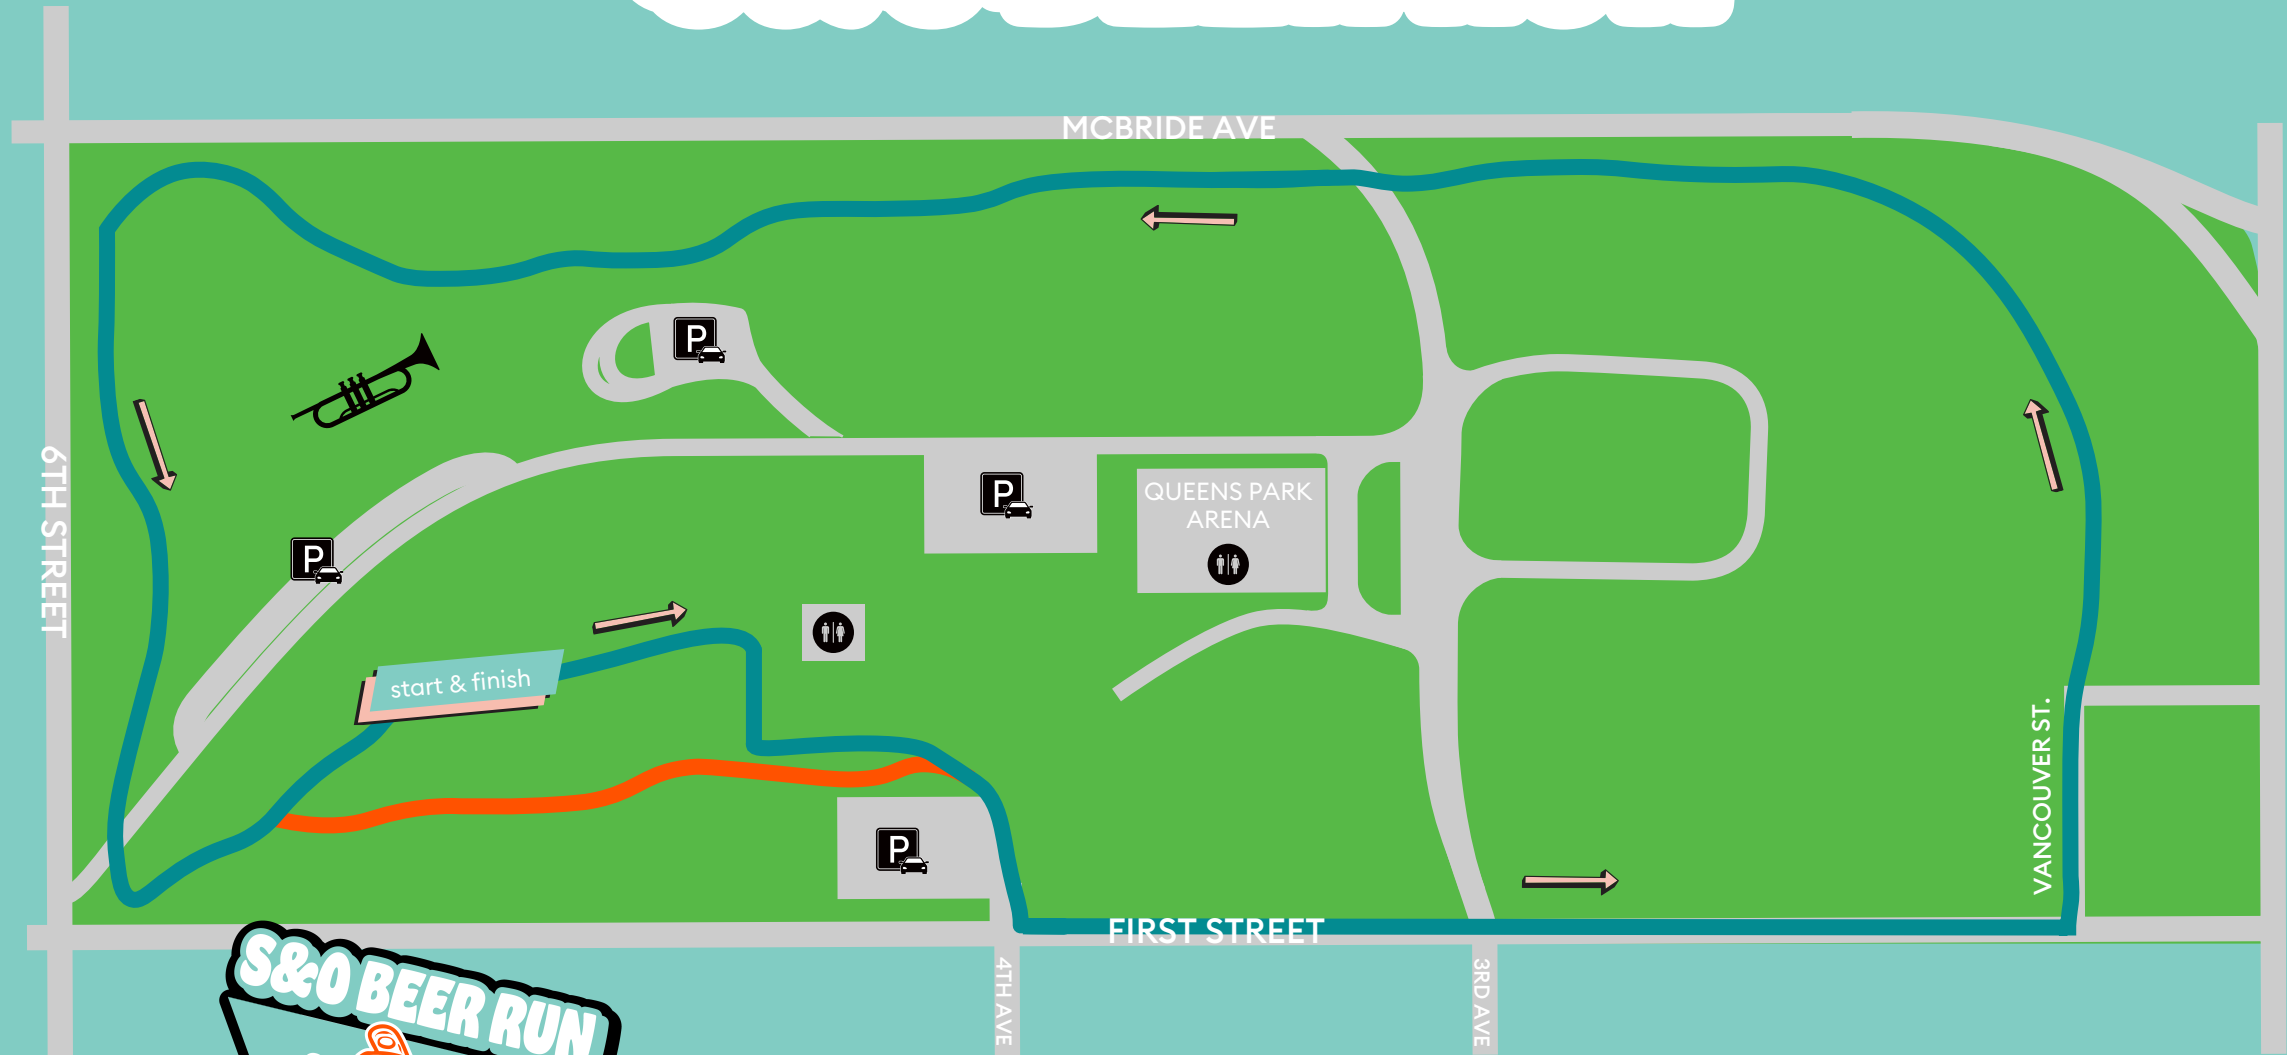 MCBRIDE AVE
6TH STREET
P
P
P
QUEENS PARK
ARENA
start & finish
P
VANCOUVER ST.
FIRST STREET
4TH AVE
3RD AVE
S&O BEER RUN